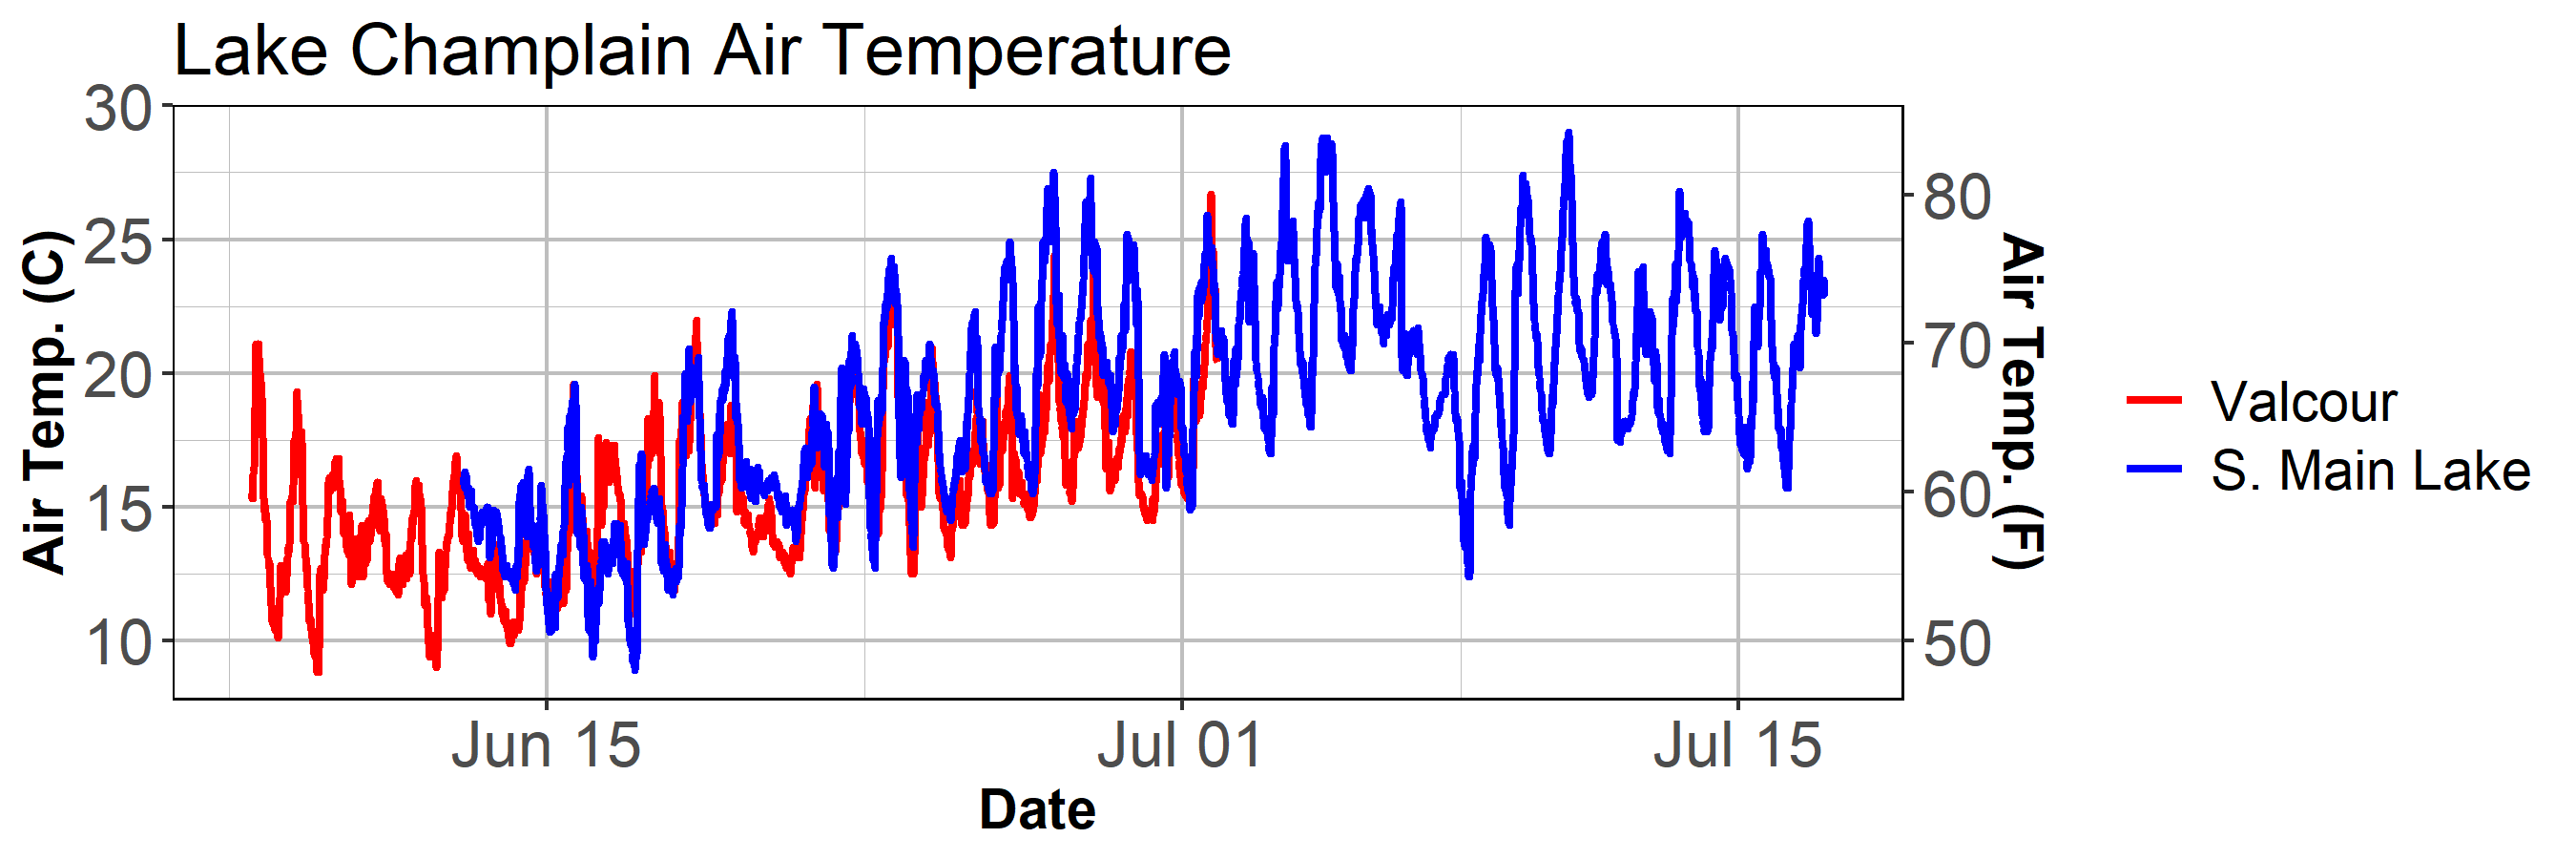 Lake Champlain Air Temperature
30
25
20
15
10
Air Temp. (C)
80
70
60
50
Air Temp. (F)
Jun 15
Jul 01
Jul 15
Date
Valcour
S. Main Lake